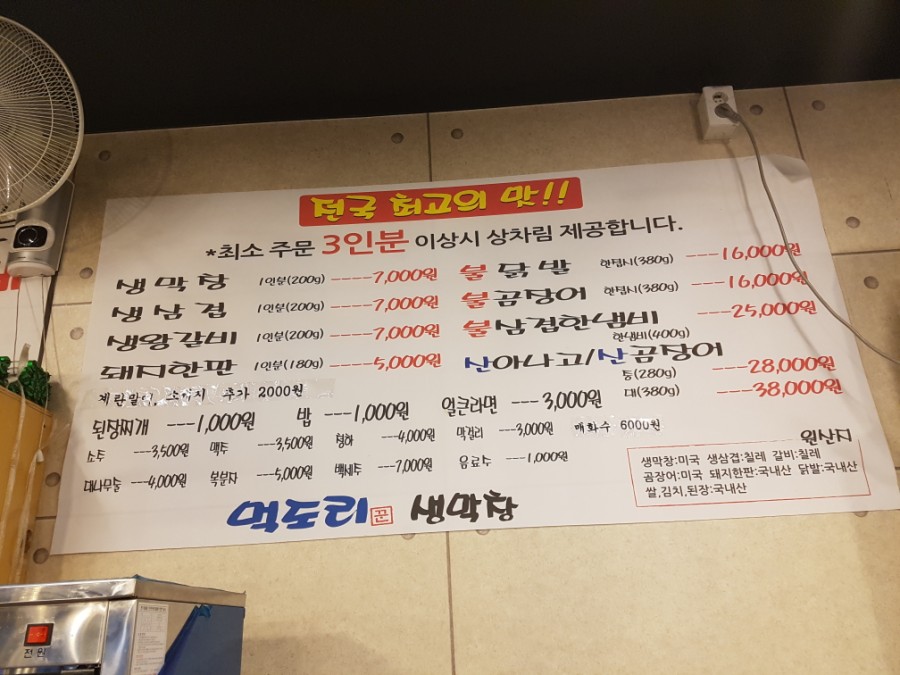 전국 최고의 맛!!
*최소 주문 3인분 이상시 상차림 제공합니다.
생막창 1인분(200g) ----7,000원
생삼겹 1인분(200g) ----7,000원
생왕갈비 1인분(200g) ----7,000원
돼지한판 1인분(180g) ----5,000원
계란말이, 소세지 추가 2000원
불닭발 한접시(380g) ----16,000원
불곰장어 한접시(380g) ----16,000원
불삼겹한냄비 ----25,000원
한냄비(400g)
산아나고/산곰장어
중(280g) ---28,000원
대(380g) ---38,000원
된장찌개 ---1,000원 밥 ---1,000원 얼큰라면 ---3,000원
소주 ---3,500원 맥주 ---3,500원 청하 ---4,000원 막걸리 ---3,000원 매화수 6000원
대나무술 ---4,000원 복분자 ---5,000원 백세주 ---7,000원 음료수 ---1,000원
원산지
생막창:미국 생삼겹:칠레 갈비:칠레
곰장어:미국 돼지한판:국내산 닭발:국내산
쌀,김치,된장:국내산
먹도리 꾼 생막창
전원